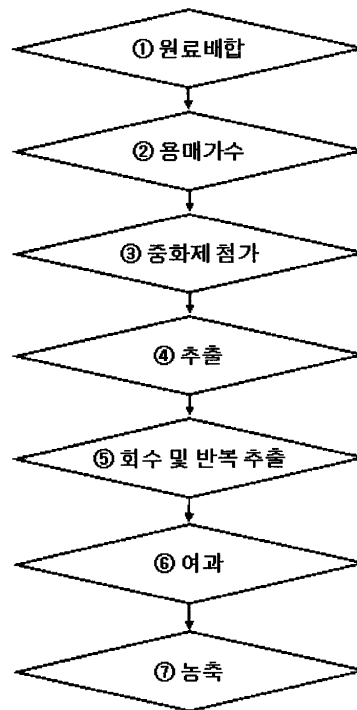 ① 원료배합
② 용매가수
③ 중화제 첨가
④ 추출
⑤ 회수 및 반복 추출
⑥ 여과
⑦ 농축